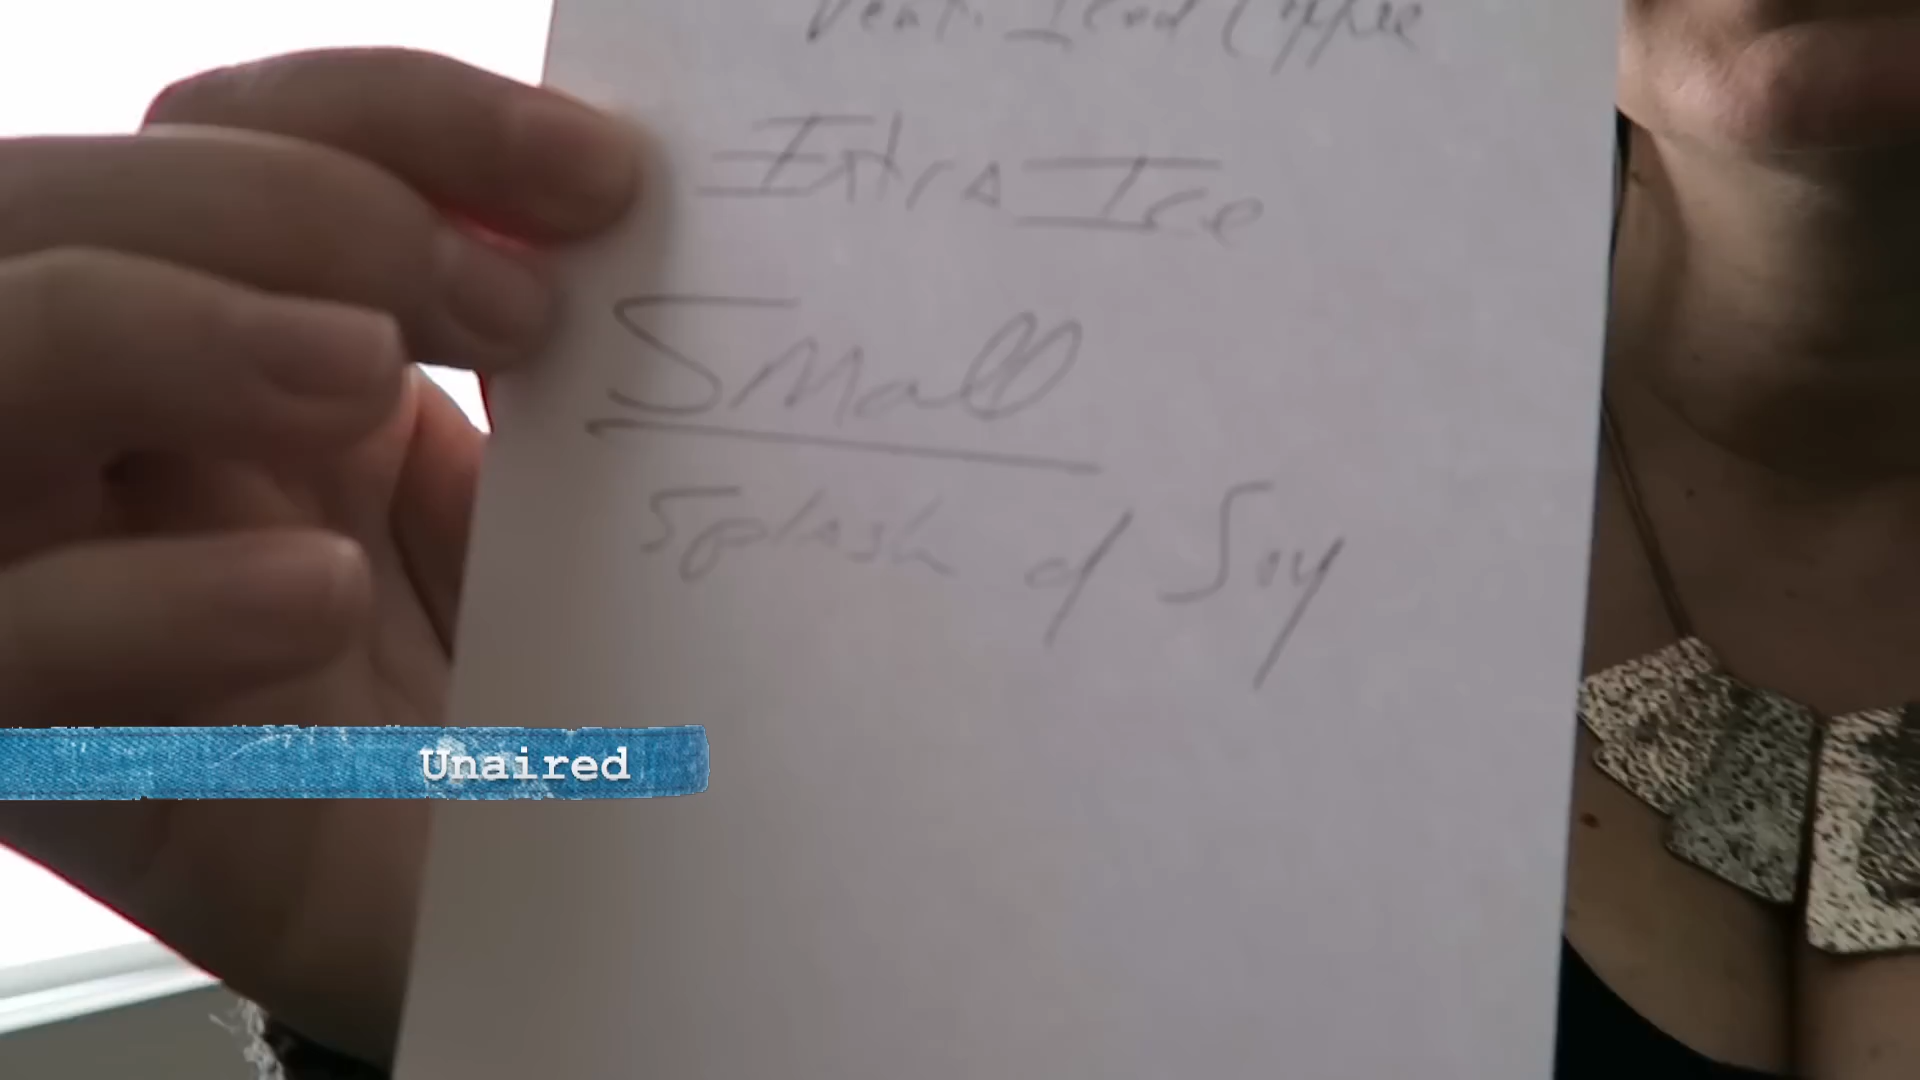 Venti Iced Coffee
Extra Ice
Small
Splash of Soy
Unaired